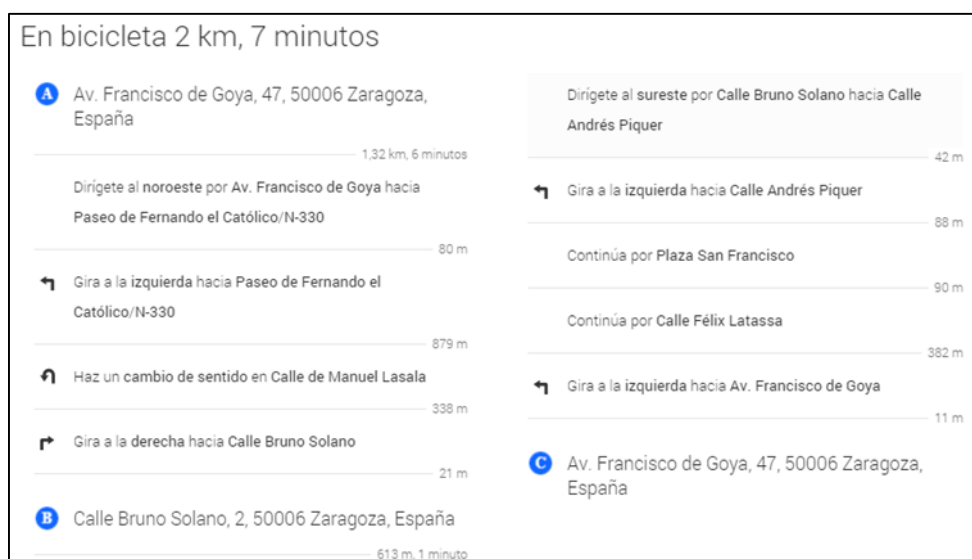 En bicicleta 2 km, 7 minutos
A
Av. Francisco de Goya, 47, 50006 Zaragoza,
España
1,32 km, 6 minutos
Dirígete al noroeste por Av. Francisco de Goya hacia
Paseo de Fernando el Católico/N-330
80 m
Gira a la izquierda hacia Paseo de Fernando el
Católico/N-330
879 m
Haz un cambio de sentido en Calle de Manuel Lasala
338 m
Gira a la derecha hacia Calle Bruno Solano
21 m
B
Calle Bruno Solano, 2, 50006 Zaragoza, España
613 m, 1 minuto
Dirígete al sureste por Calle Bruno Solano hacia Calle
Andrés Piquer
42 m
Gira a la izquierda hacia Calle Andrés Piquer
88 m
Continúa por Plaza San Francisco
90 m
Continúa por Calle Félix Latassa
382 m
Gira a la izquierda hacia Av. Francisco de Goya
11 m
C
Av. Francisco de Goya, 47, 50006 Zaragoza,
España